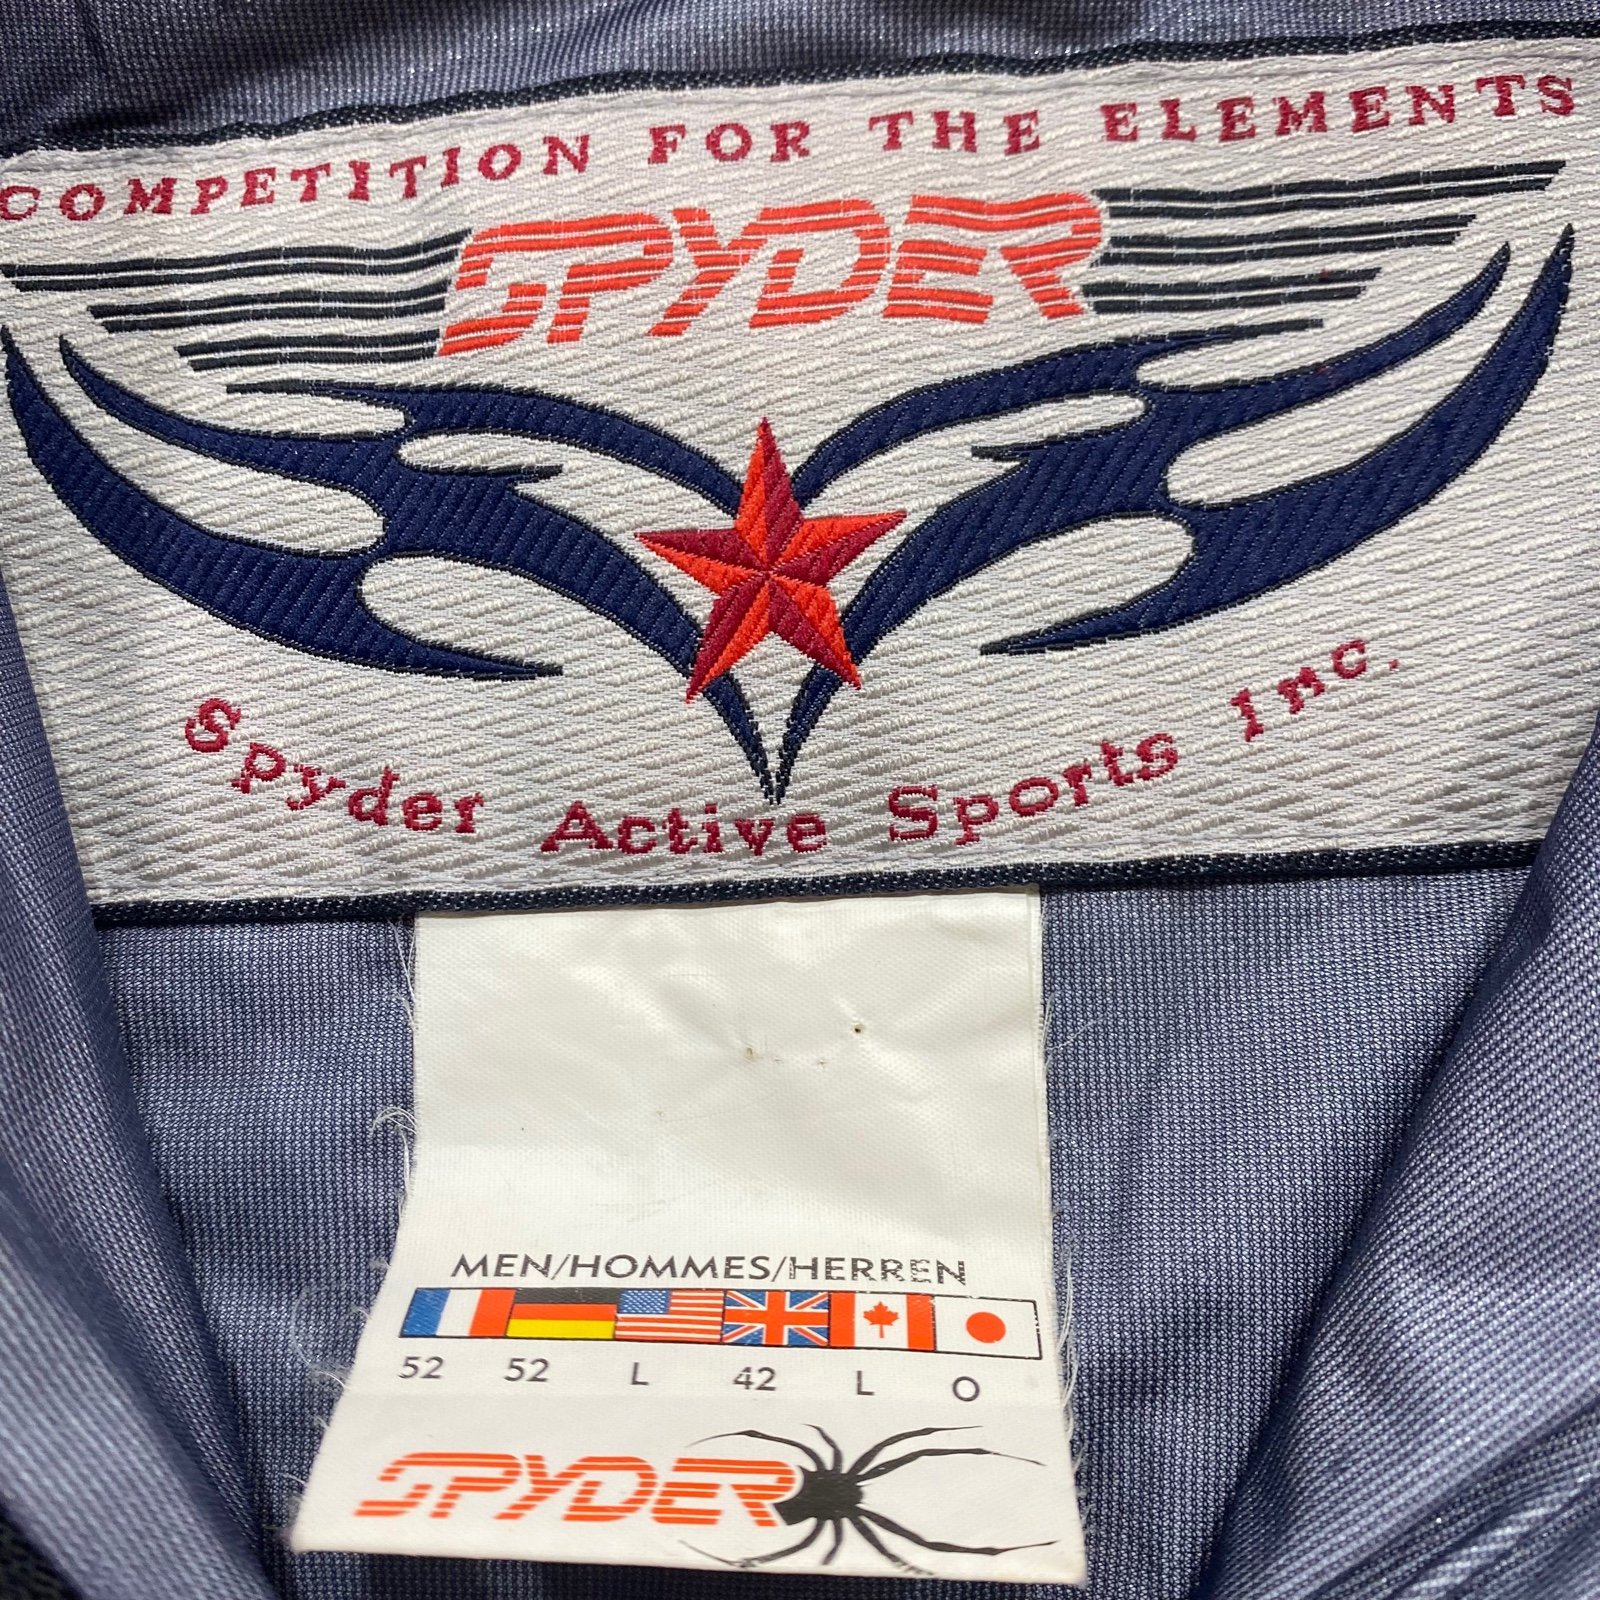 COMPETITION FOR THE ELEMENTS
SPYDER
Spyder Active Sports Inc.
MEN/HOMMES/HERREN
52 52 L 42 L O
SPYDER